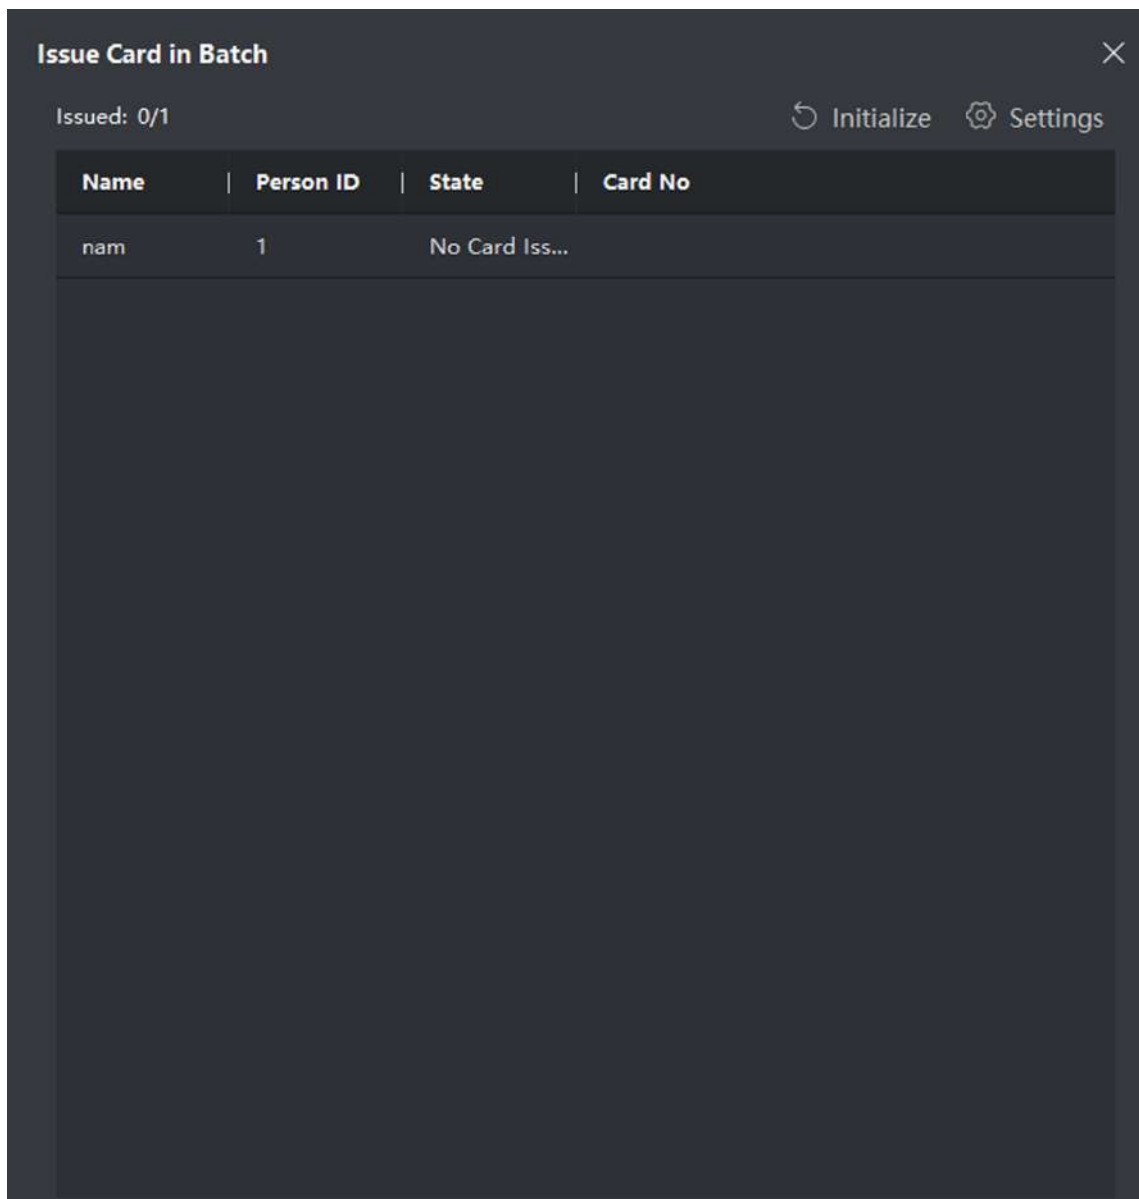 Issue Card in Batch
Issued: 0/1 Initialize Settings
Name Person ID State Card No
nam 1 No Card Iss...